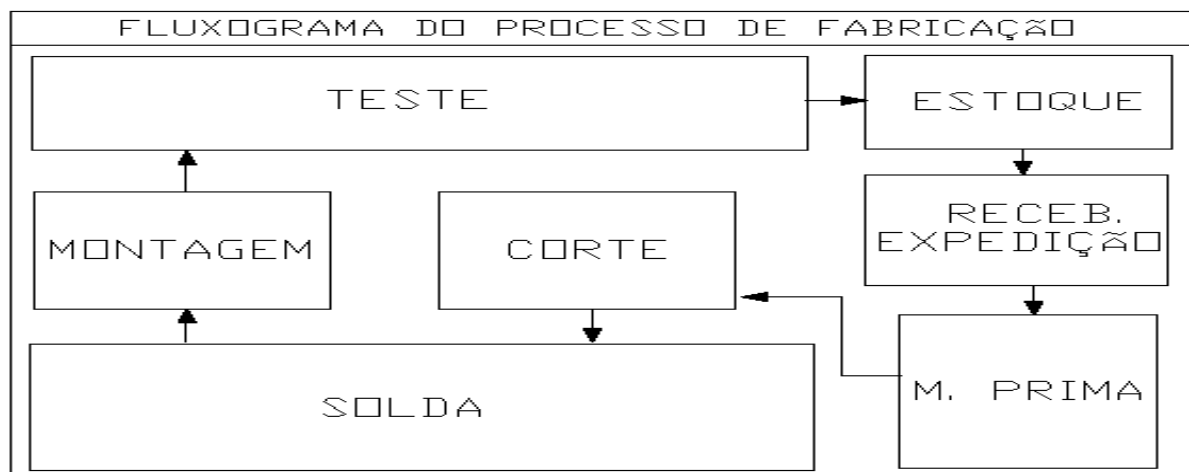 FLUXOGRAMA DO PROCESSO DE FABRICAÇÃO
TESTE
ESTOQUE
MONTAGEM
CORTE
RECEB.
EXPEDIÇÃO
SOLDA
M. PRIMA